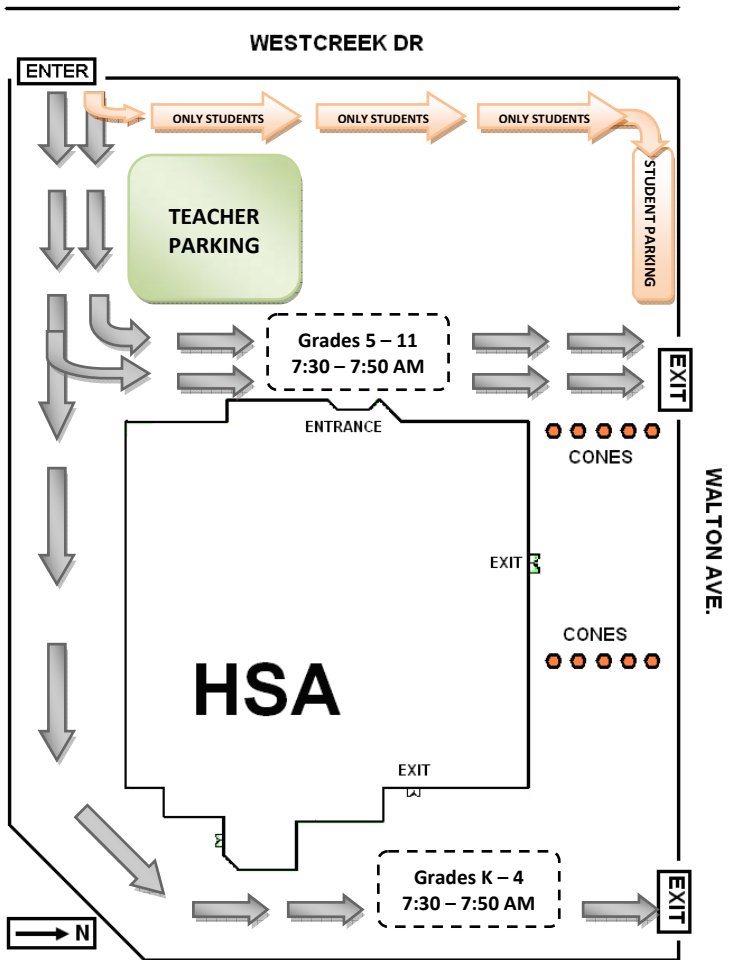 WESTCREEK DR
ENTER
ONLY STUDENTS
ONLY STUDENTS
ONLY STUDENTS
STUDENT PARKING
TEACHER
PARKING
Grades 5 – 11
7:30 – 7:50 AM
EXIT
ENTRANCE
CONES
WALTON AVE.
EXIT
CONES
HSA
EXIT
Grades K – 4
7:30 – 7:50 AM
EXIT
N